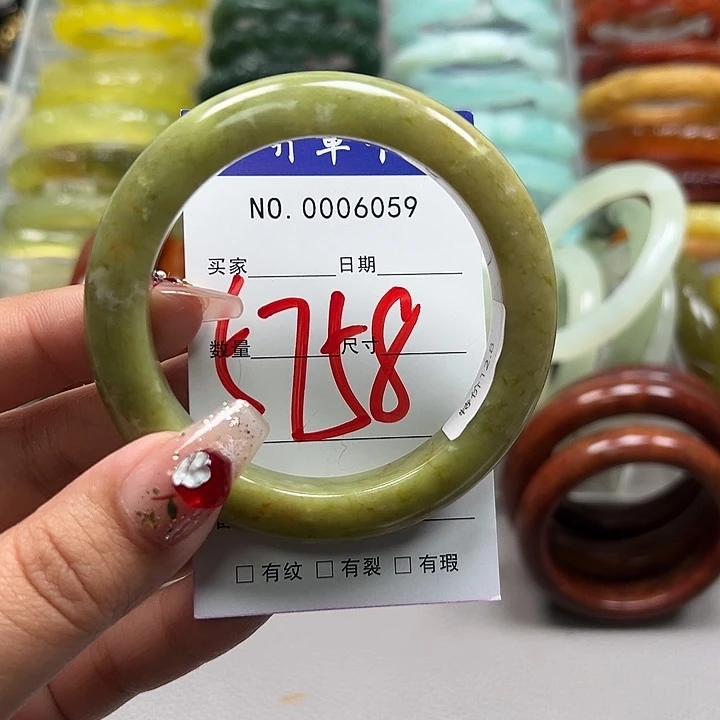 NO. 0006059
买家 日期
5258
数量 尺寸
□ 有纹 □ 有裂 □ 有瑕